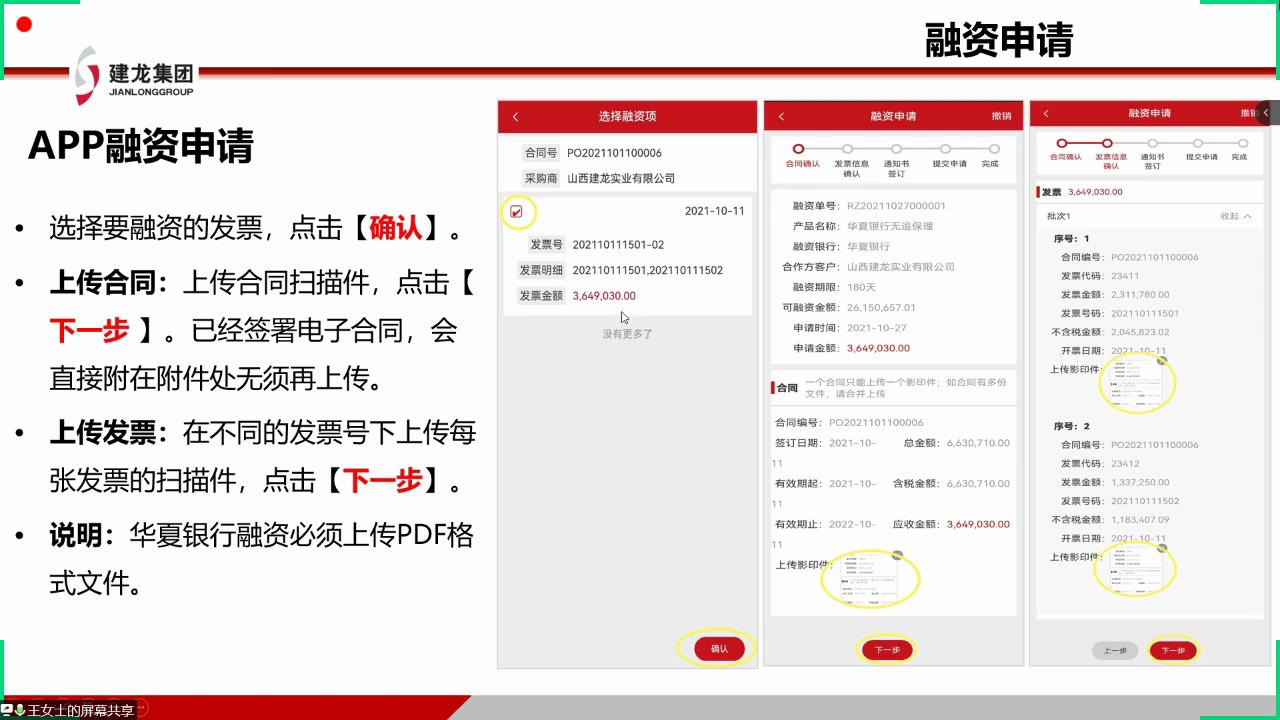 融资申请
建龙集团
JIANLONGGROUP
APP融资申请
• 选择要融资的发票，点击【确认】。
• 上传合同：上传合同扫描件，点击【
下一步 】。已经签署电子合同，会
直接附在附件处无须再上传。
• 上传发票：在不同的发票号下上传每
张发票的扫描件，点击【下一步】。
• 说明：华夏银行融资必须上传PDF格
式文件。
选择融资项
合同号 PO2021101100006
采购商 山西建龙实业有限公司
2021-10-11
发票号 202110111501-02
发票明细 202110111501,202110111502
发票金额 3,649,030.00
没有更多了
确认
融资申请 撤销
合同确认 发票信息 通知书 提交申请 完成
确认 签订
融资单号： RZ20211027000001
产品名称： 华夏银行无追保理
融资银行： 华夏银行
合作方客户： 山西建龙实业有限公司
融资期限： 180天
可融资金额： 26,150,657.01
申请时间： 2021-10-27
申请金额： 3,649,030.00
合同 一个合同只能上传一个影印件；如合同有多份
文件，请合并上传
合同编号： PO2021101100006
签订日期： 2021-10- 总金额： 6,630,710.00
11
有效期起： 2021-10- 含税金额： 6,630,710.00
11
有效期止： 2022-10- 应收金额： 3,649,030.00
11
上传影印件：
下一步
融资申请 撤销
合同确认 发票信息 通知书 提交申请 完成
确认 签订
发票 3,649,030.00
批次1 收起
序号：1
合同编号： PO2021101100006
发票代码： 23411
发票金额： 2,311,780.00
发票号码： 202110111501
不含税金额： 2,045,823.02
开票日期： 2021-10-11
上传影印件：
序号：2
合同编号： PO2021101100006
发票代码： 23412
发票金额： 1,337,250.00
发票号码： 202110111502
不含税金额： 1,183,407.09
开票日期： 2021-10-11
上传影印件：
上一步 下一步
王女士的屏幕共享